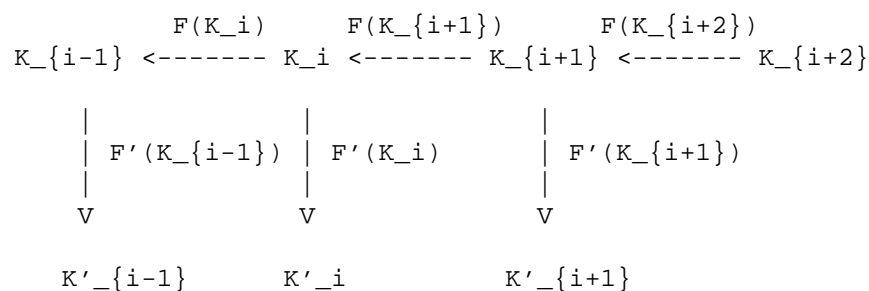 F(K_i) F(K_{i+1}) F(K_{i+2})
K_{i-1} <------- K_i <------- K_{i+1} <------- K_{i+2}
| | |
| F'(K_{i-1}) | F'(K_i) | F'(K_{i+1})
| | |
V V V
K'_{i-1} K'_i K'_{i+1}